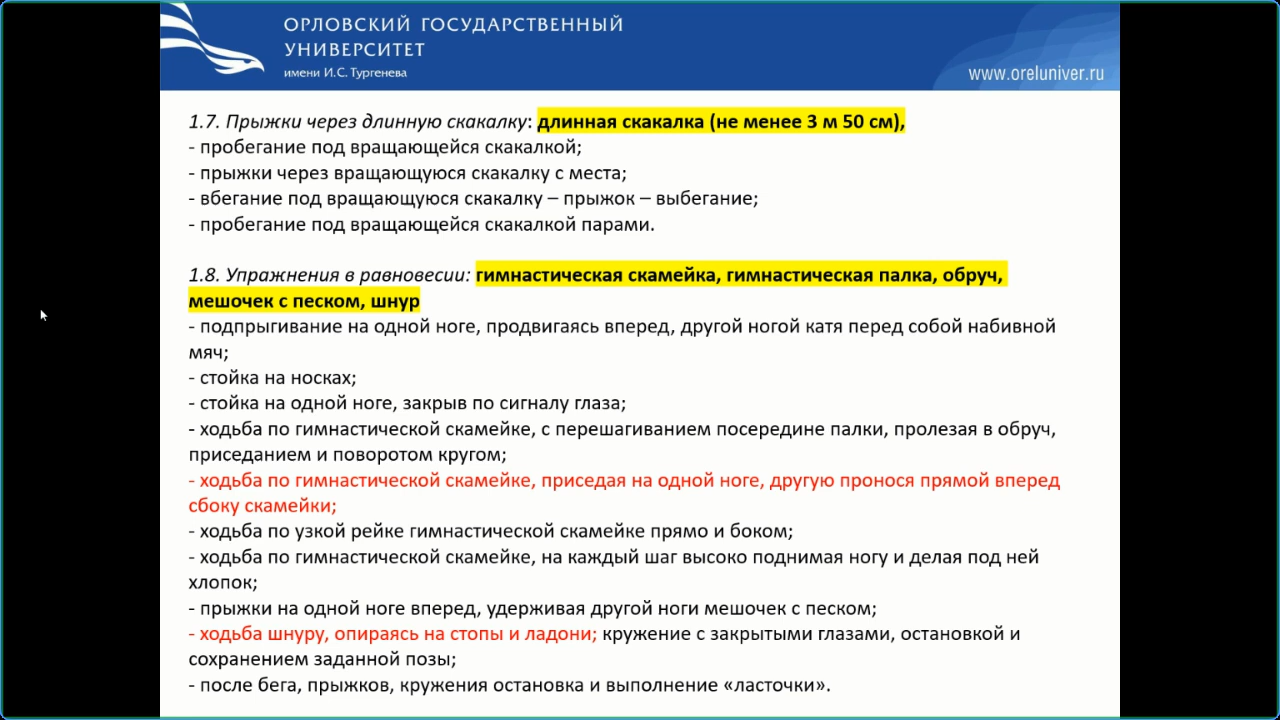 ОРЛОВСКИЙ ГОСУДАРСТВЕННЫЙ
УНИВЕРСИТЕТ
имени И.С. Тургенева
www.oreluniver.ru
1.7. Прыжки через длинную скакалку: длинная скакалка (не менее 3 м 50 см),
- пробегание под вращающейся скакалкой;
- прыжки через вращающуюся скакалку с места;
- вбегание под вращающуюся скакалку – прыжок – выбегание;
- пробегание под вращающейся скакалкой парами.
1.8. Упражнения в равновесии: гимнастическая скамейка, гимнастическая палка, обруч,
мешочек с песком, шнур
- подпрыгивание на одной ноге, продвигаясь вперед, другой ногой катя перед собой набивной
мяч;
- стойка на носках;
- стойка на одной ноге, закрыв по сигналу глаза;
- ходьба по гимнастической скамейке, с перешагиванием посередине палки, пролезая в обруч,
приседанием и поворотом кругом;
- ходьба по гимнастической скамейке, приседая на одной ноге, другую пронося прямой вперед
сбоку скамейки;
- ходьба по узкой рейке гимнастической скамейке прямо и боком;
- ходьба по гимнастической скамейке, на каждый шаг высоко поднимая ногу и делая под ней
хлопок;
- прыжки на одной ноге вперед, удерживая другой ноги мешочек с песком;
- ходьба шнуру, опираясь на стопы и ладони; кружение с закрытыми глазами, остановкой и
сохранением заданной позы;
- после бега, прыжков, кружения остановка и выполнение «ласточки».